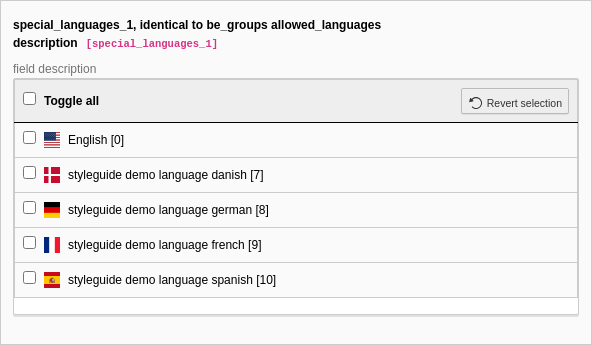 special_languages_1, identical to be_groups allowed_languages
description [special_languages_1]
field description
Toggle all
Revert selection
English [0]
styleguide demo language danish [7]
styleguide demo language german [8]
styleguide demo language french [9]
styleguide demo language spanish [10]